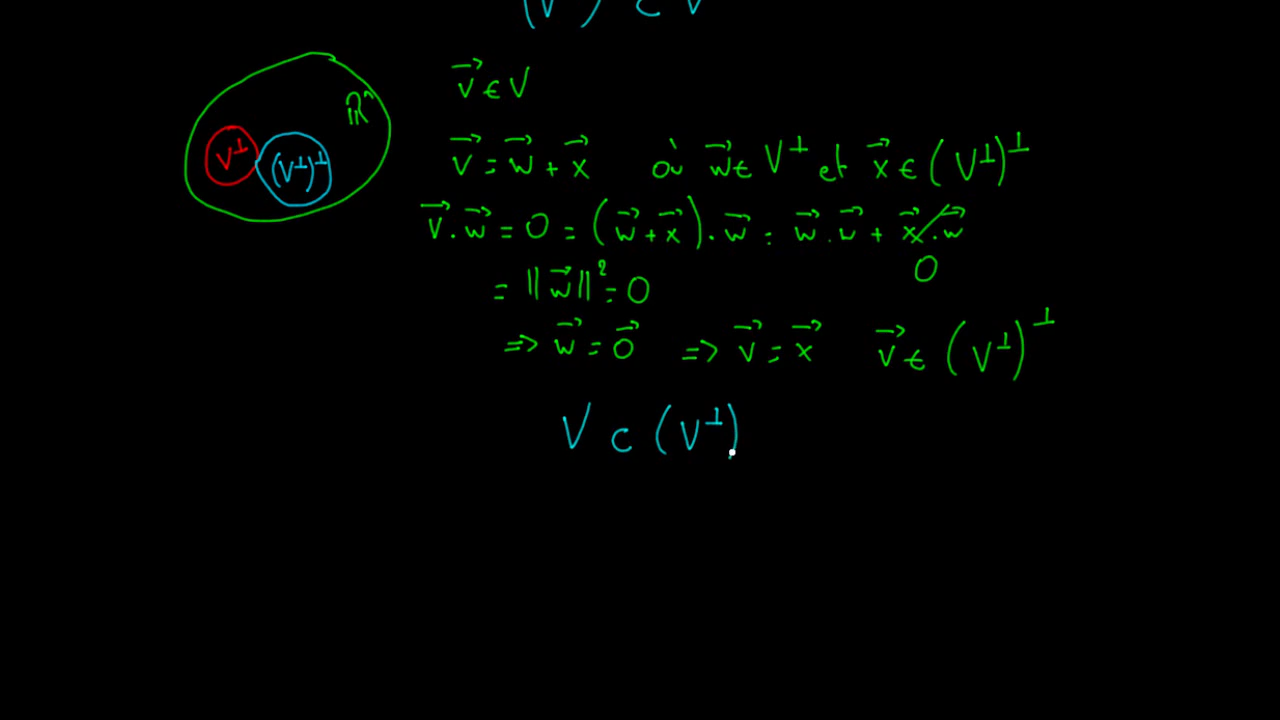 (V ) ⊂ V
ℝⁿ
V^⊥
(V^⊥)^⊥
v⃗ ∈ V
v⃗ = w⃗ + x⃗ où w⃗ ∈ V^⊥ et x⃗ ∈ (V^⊥)^⊥
v⃗ . w⃗ = 0 = (w⃗ + x⃗) . w⃗ = w⃗ . w⃗ + x⃗ . w⃗
0
= ||w⃗||² = 0
=> w⃗ = 0⃗ => v⃗ = x⃗ v⃗ ∈ (V^⊥)^⊥
V ⊂ (V^⊥)